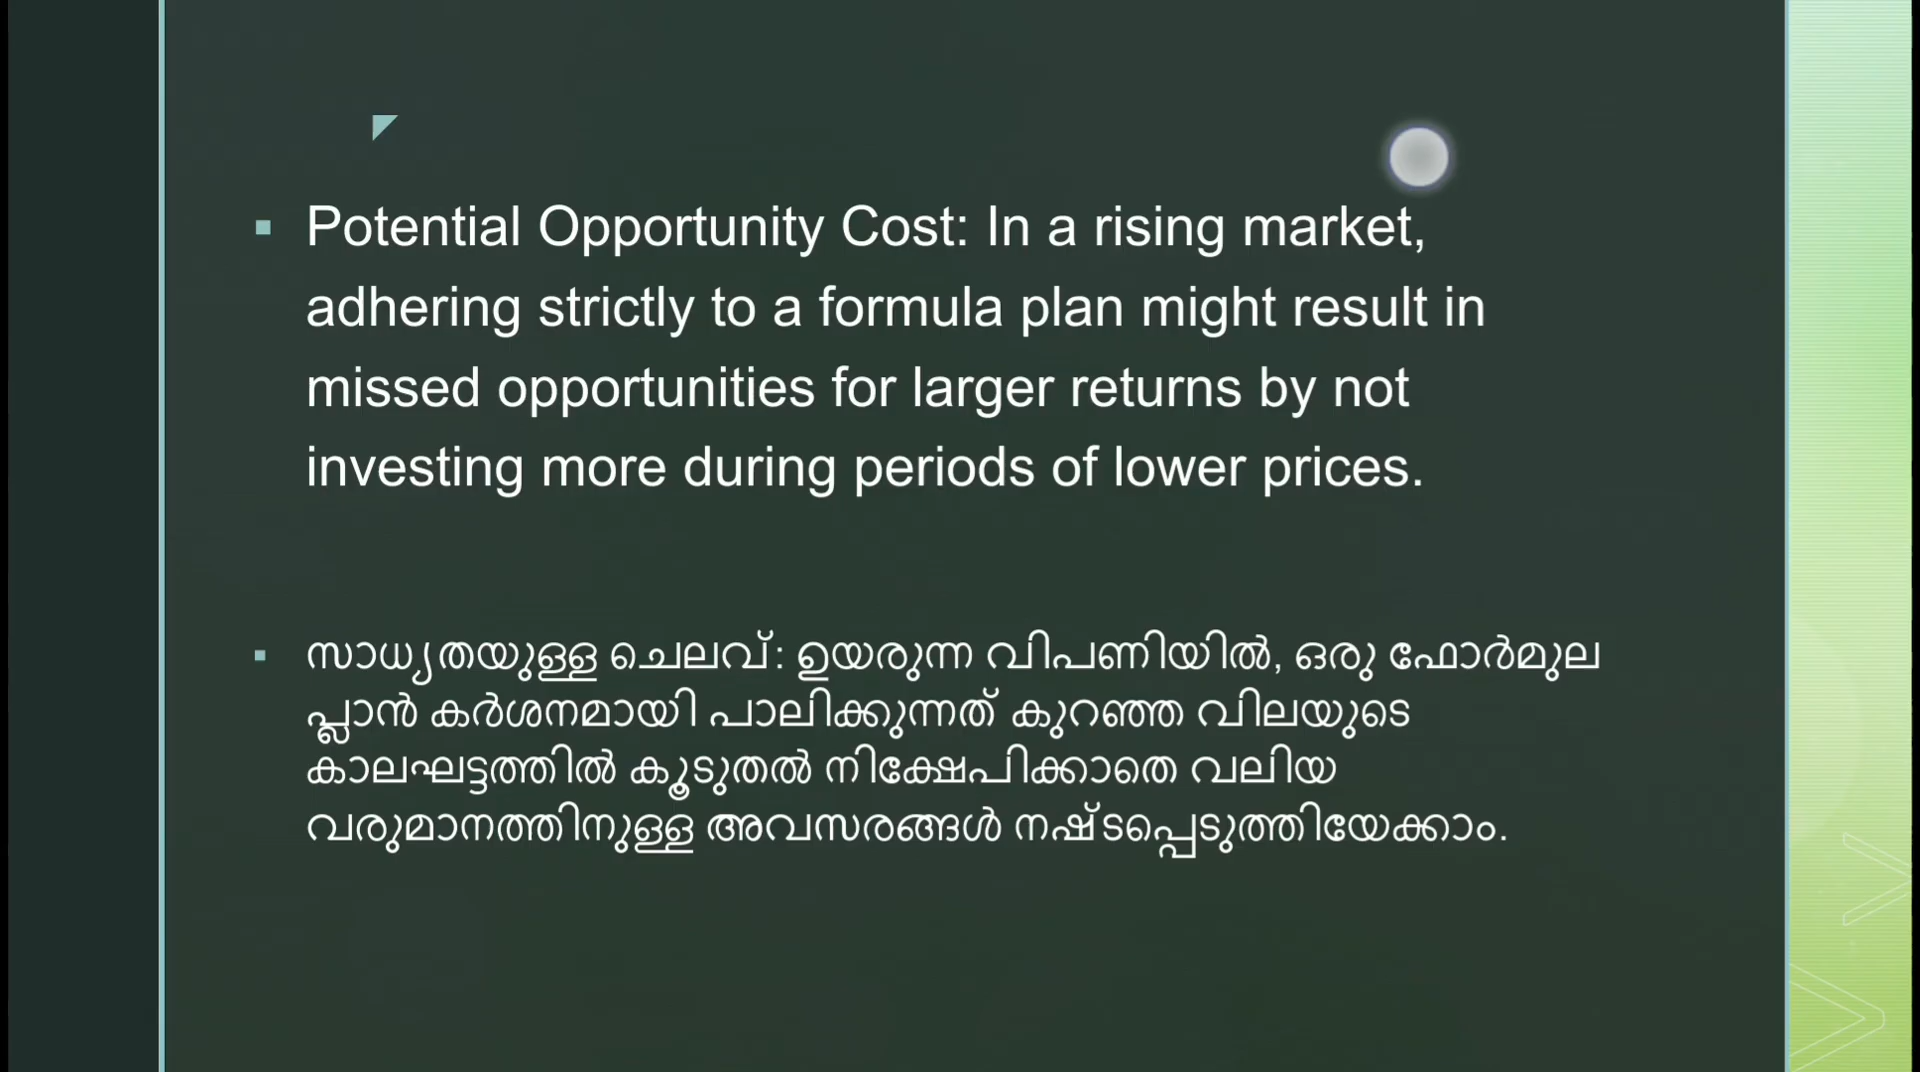 Potential Opportunity Cost: In a rising market,
adhering strictly to a formula plan might result in
missed opportunities for larger returns by not
investing more during periods of lower prices.
സാധ്യതയുള്ള ചെലവ്: ഉയരുന്ന വിപണിയിൽ, ഒരു ഫോർമുല
പ്ലാൻ കർശനമായി പാലിക്കുന്നത് കുറഞ്ഞ വിലയുടെ
കാലഘട്ടത്തിൽ കൂടുതൽ നിക്ഷേപിക്കാതെ വലിയ
വരുമാനത്തിനുള്ള അവസരങ്ങൾ നഷ്ടപ്പെടുത്തിയേക്കാം.